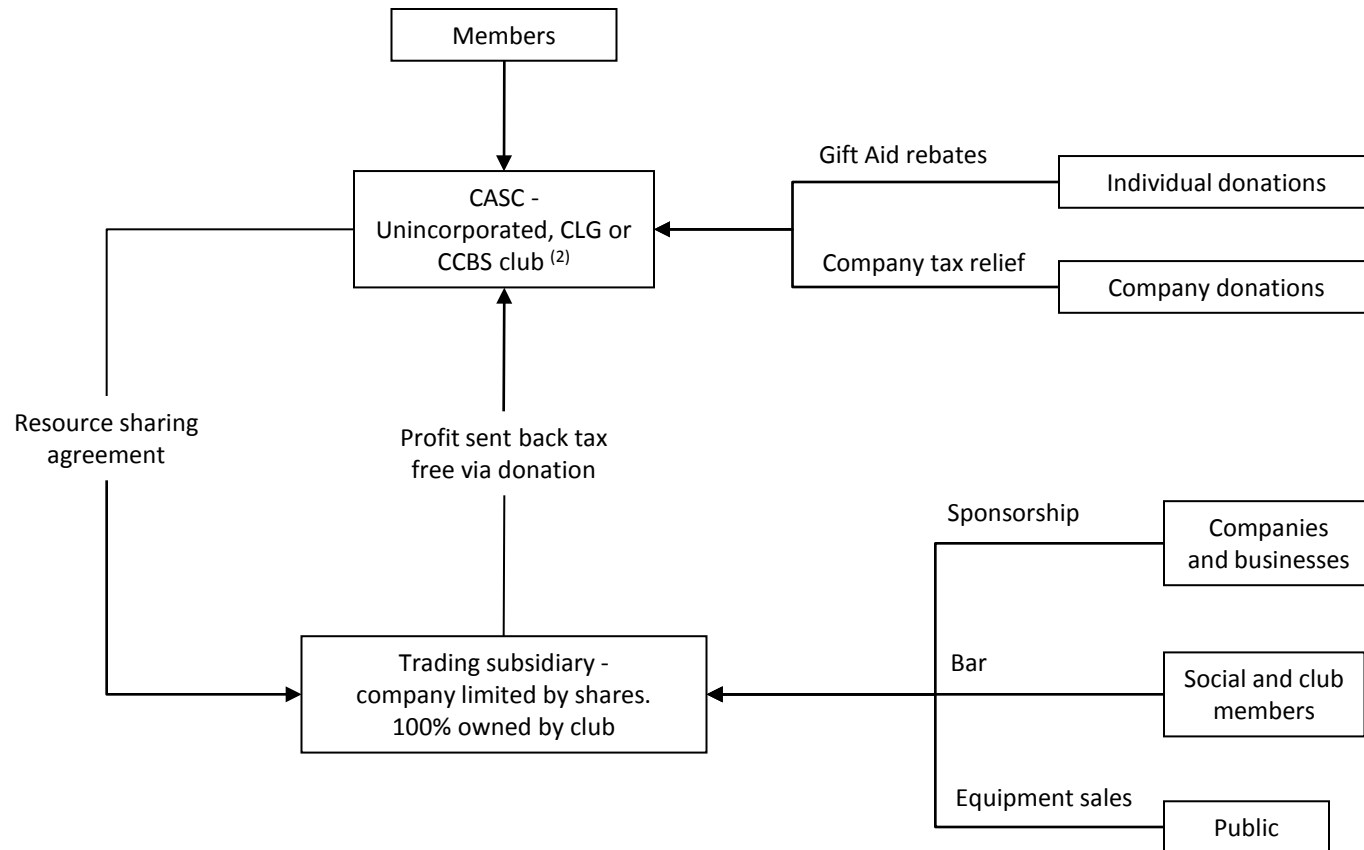 Members
Gift Aid rebates
Individual donations
CASC -
Unincorporated, CLG or
CCBS club (2)
Company tax relief
Company donations
Resource sharing
agreement
Profit sent back tax
free via donation
Sponsorship
Companies
and businesses
Trading subsidiary -
company limited by shares.
100% owned by club
Bar
Social and club
members
Equipment sales
Public